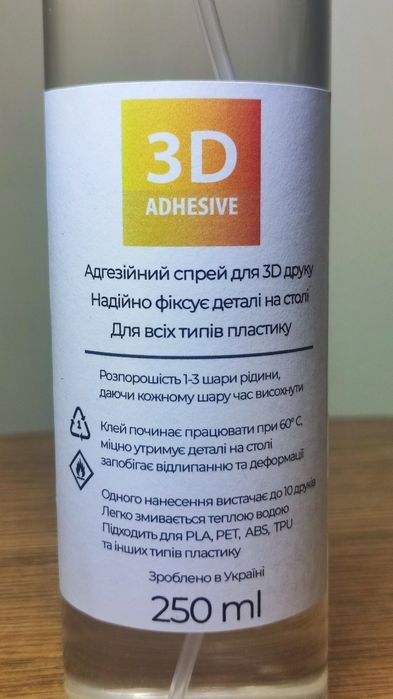 3D
ADHESIVE
Адгезійний спрей для 3D друку
Надійно фіксує деталі на столі
Для всіх типів пластику
Розпорошіть 1-3 шари рідини,
даючи кожному шару час висохнути
1
Клей починає працювати при 60° С,
міцно утримує деталі на столі
запобігає відлипанню та деформації
Одного нанесення вистачає до 10 друків
Легко змивається теплою водою
Підходить для PLA, PET, ABS, TPU
та інших типів пластику
Зроблено в Україні
250 ml